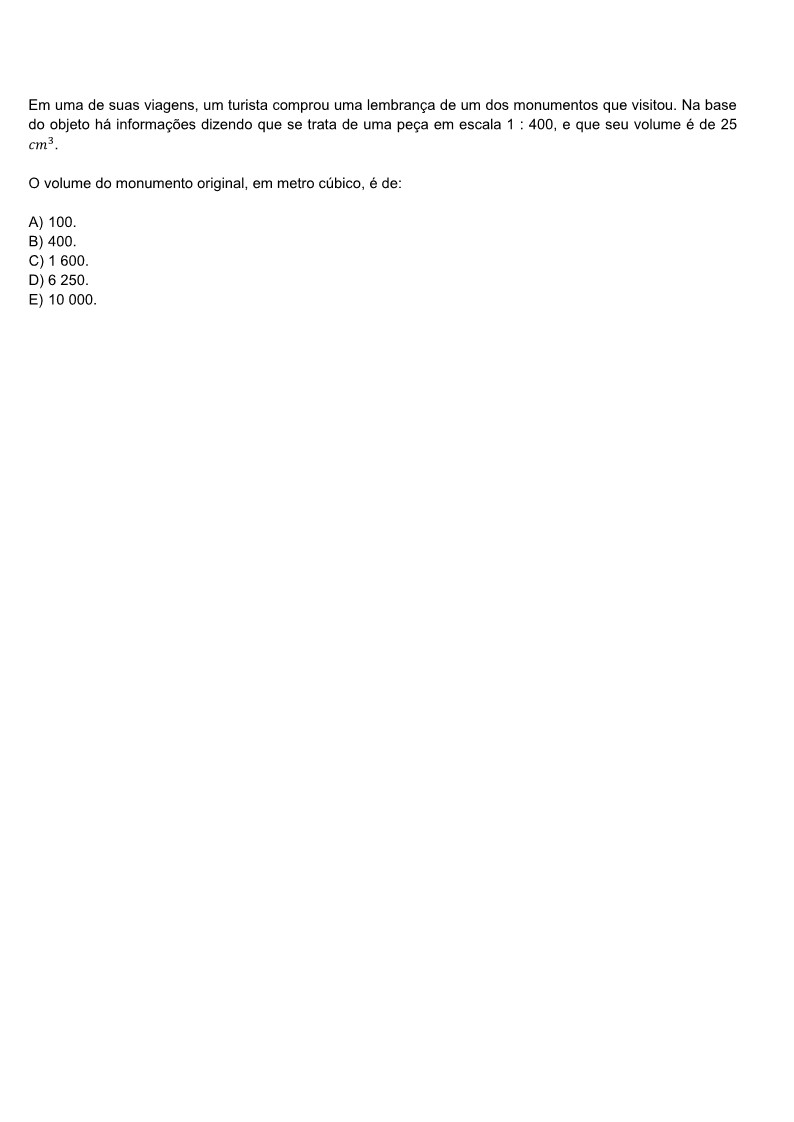 Em uma de suas viagens, um turista comprou uma lembrança de um dos monumentos que visitou. Na base
do objeto há informações dizendo que se trata de uma peça em escala 1 : 400, e que seu volume é de 25
cm³.
O volume do monumento original, em metro cúbico, é de:
A) 100.
B) 400.
C) 1 600.
D) 6 250.
E) 10 000.